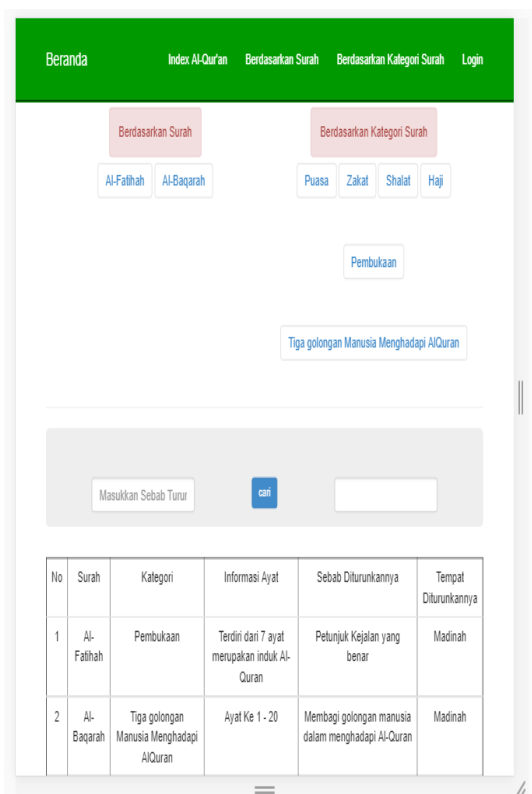 Beranda Index Al-Qur'an Berdasarkan Surah Berdasarkan Kategori Surah Login
Berdasarkan Surah Berdasarkan Kategori Surah
Al-Fatihah Al-Baqarah Puasa Zakat Shalat Haji
Pembukaan
Tiga golongan Manusia Menghadapi AlQuran
Masukkan Sebab Turur cari
No Surah Kategori Informasi Ayat Sebab Diturunkannya Tempat
Diturunkannya
1 Al- Pembukaan Terdiri dari 7 ayat Petunjuk Kejalan yang Madinah
Fatihah merupakan induk Al- benar
Quran
2 Al- Tiga golongan Ayat Ke 1 - 20 Membagi golongan manusia Madinah
Baqarah Manusia Menghadapi dalam menghadapi Al-Quran
AlQuran